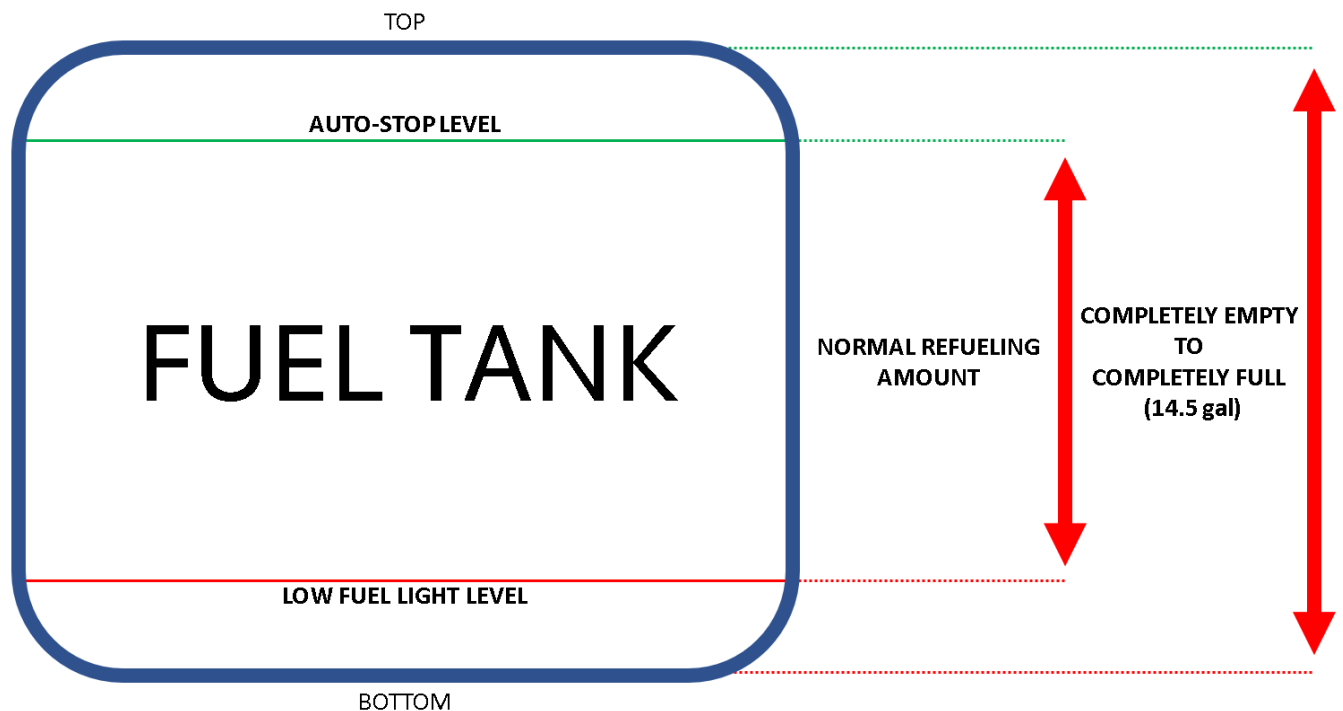 TOP
AUTO-STOP LEVEL
FUEL TANK
NORMAL REFUELING
AMOUNT
COMPLETELY EMPTY
TO
COMPLETELY FULL
(14.5 gal)
LOW FUEL LIGHT LEVEL
BOTTOM